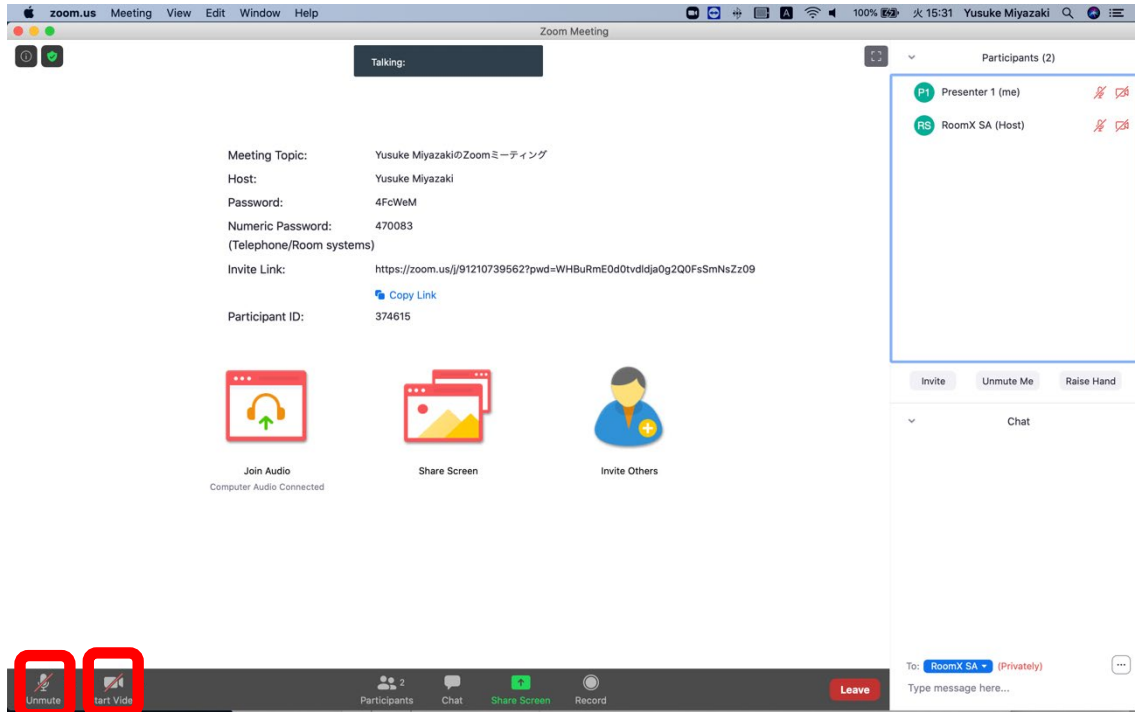 zoom.us Meeting View Edit Window Help A 100% 火 15:31 Yusuke Miyazaki
Zoom Meeting
Talking:
Participants (2)
P1 Presenter 1 (me)
RS RoomX SA (Host)
Meeting Topic: Yusuke MiyazakiのZoomミーティング
Host: Yusuke Miyazaki
Password: 4FcWeM
Numeric Password: 470083
(Telephone/Room systems)
Invite Link: https://zoom.us/j/91210739562?pwd=WHBuRmE0d0tvdldja0g2Q0FsSmNsZz09
Copy Link
Participant ID: 374615
Invite Unmute Me Raise Hand
Chat
Join Audio Share Screen Invite Others
Computer Audio Connected
To: RoomX SA (Privately)
Type message here...
Unmute tart Vide Participants 2 Chat Share Screen Record Leave